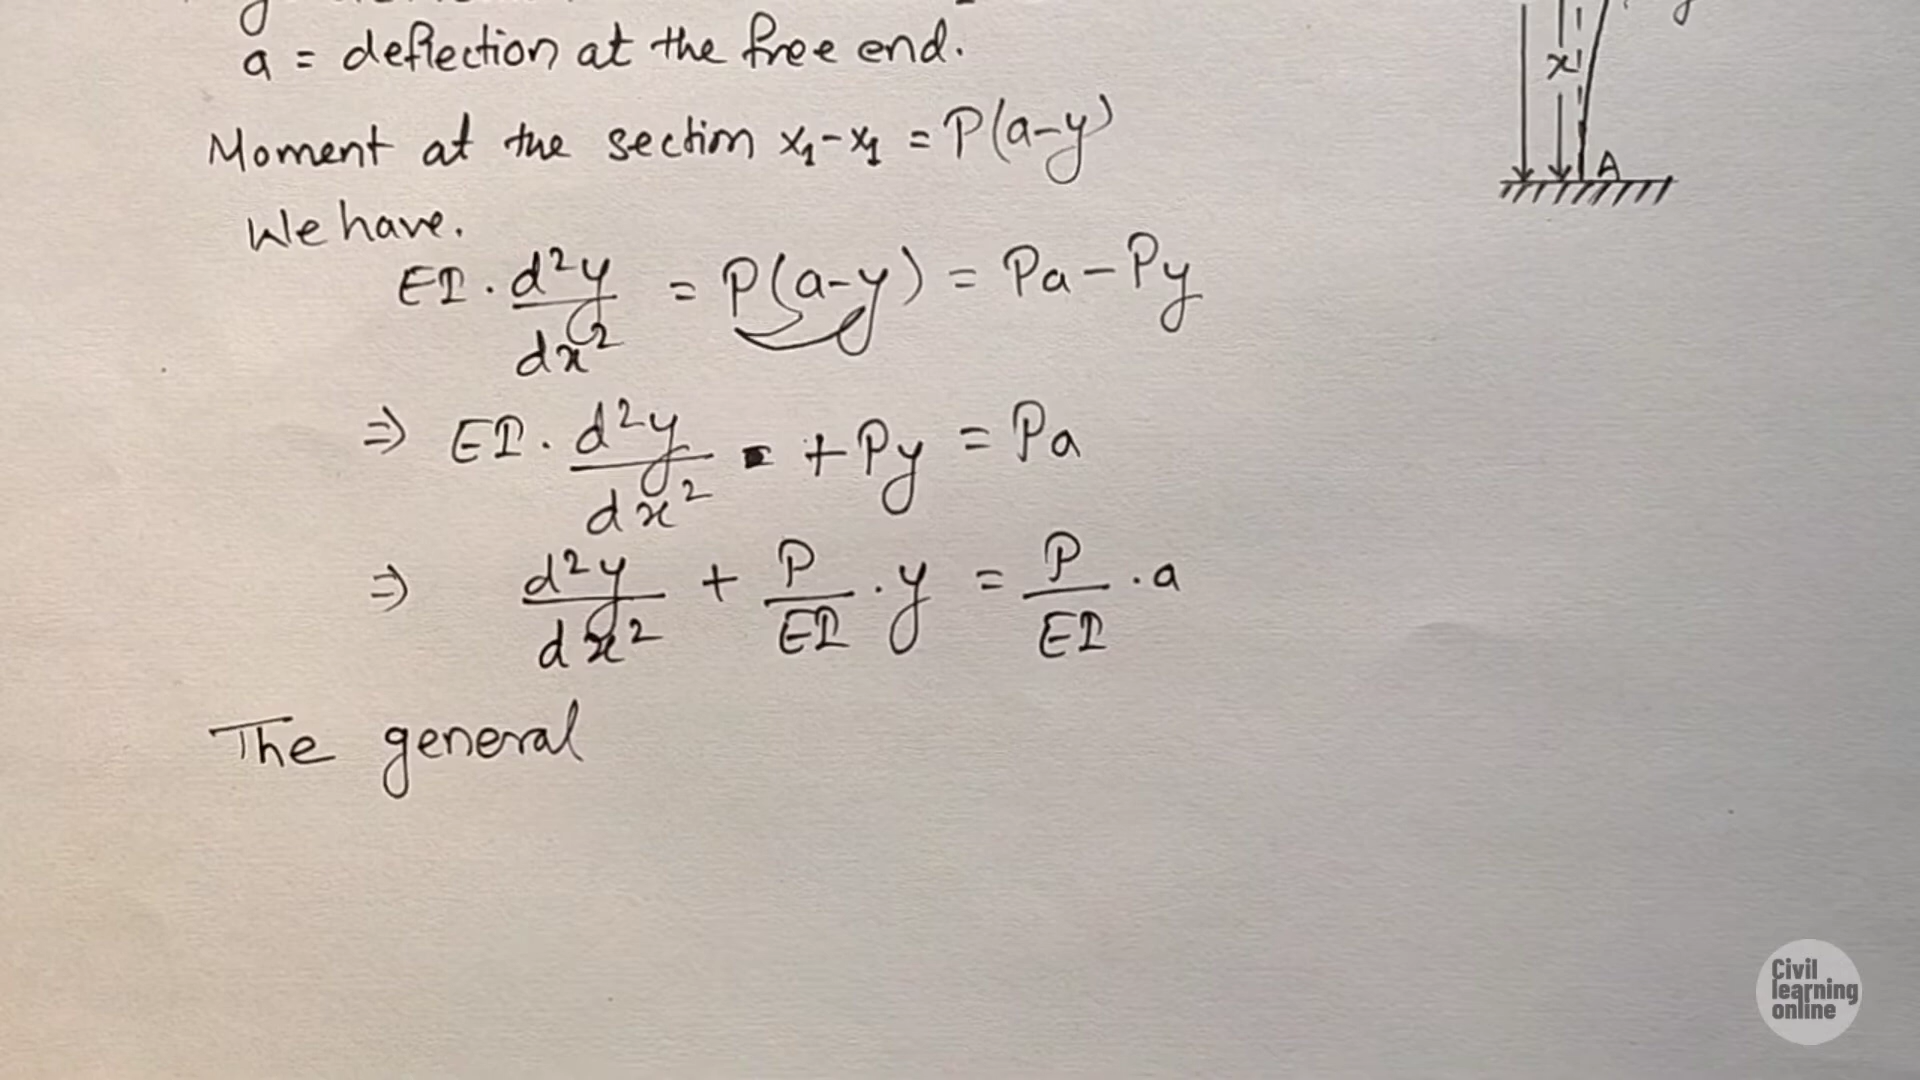 a = deflection at the free end.
Moment at the section x₁-x₁ = P(a-y)
We have.
EI · d²y/dx² = P(a-y) = Pa - Py
⇒ EI · d²y/dx² + Py = Pa
⇒ d²y/dx² + P/EI · y = P/EI · a
The general
x
A
Civil
learning
online